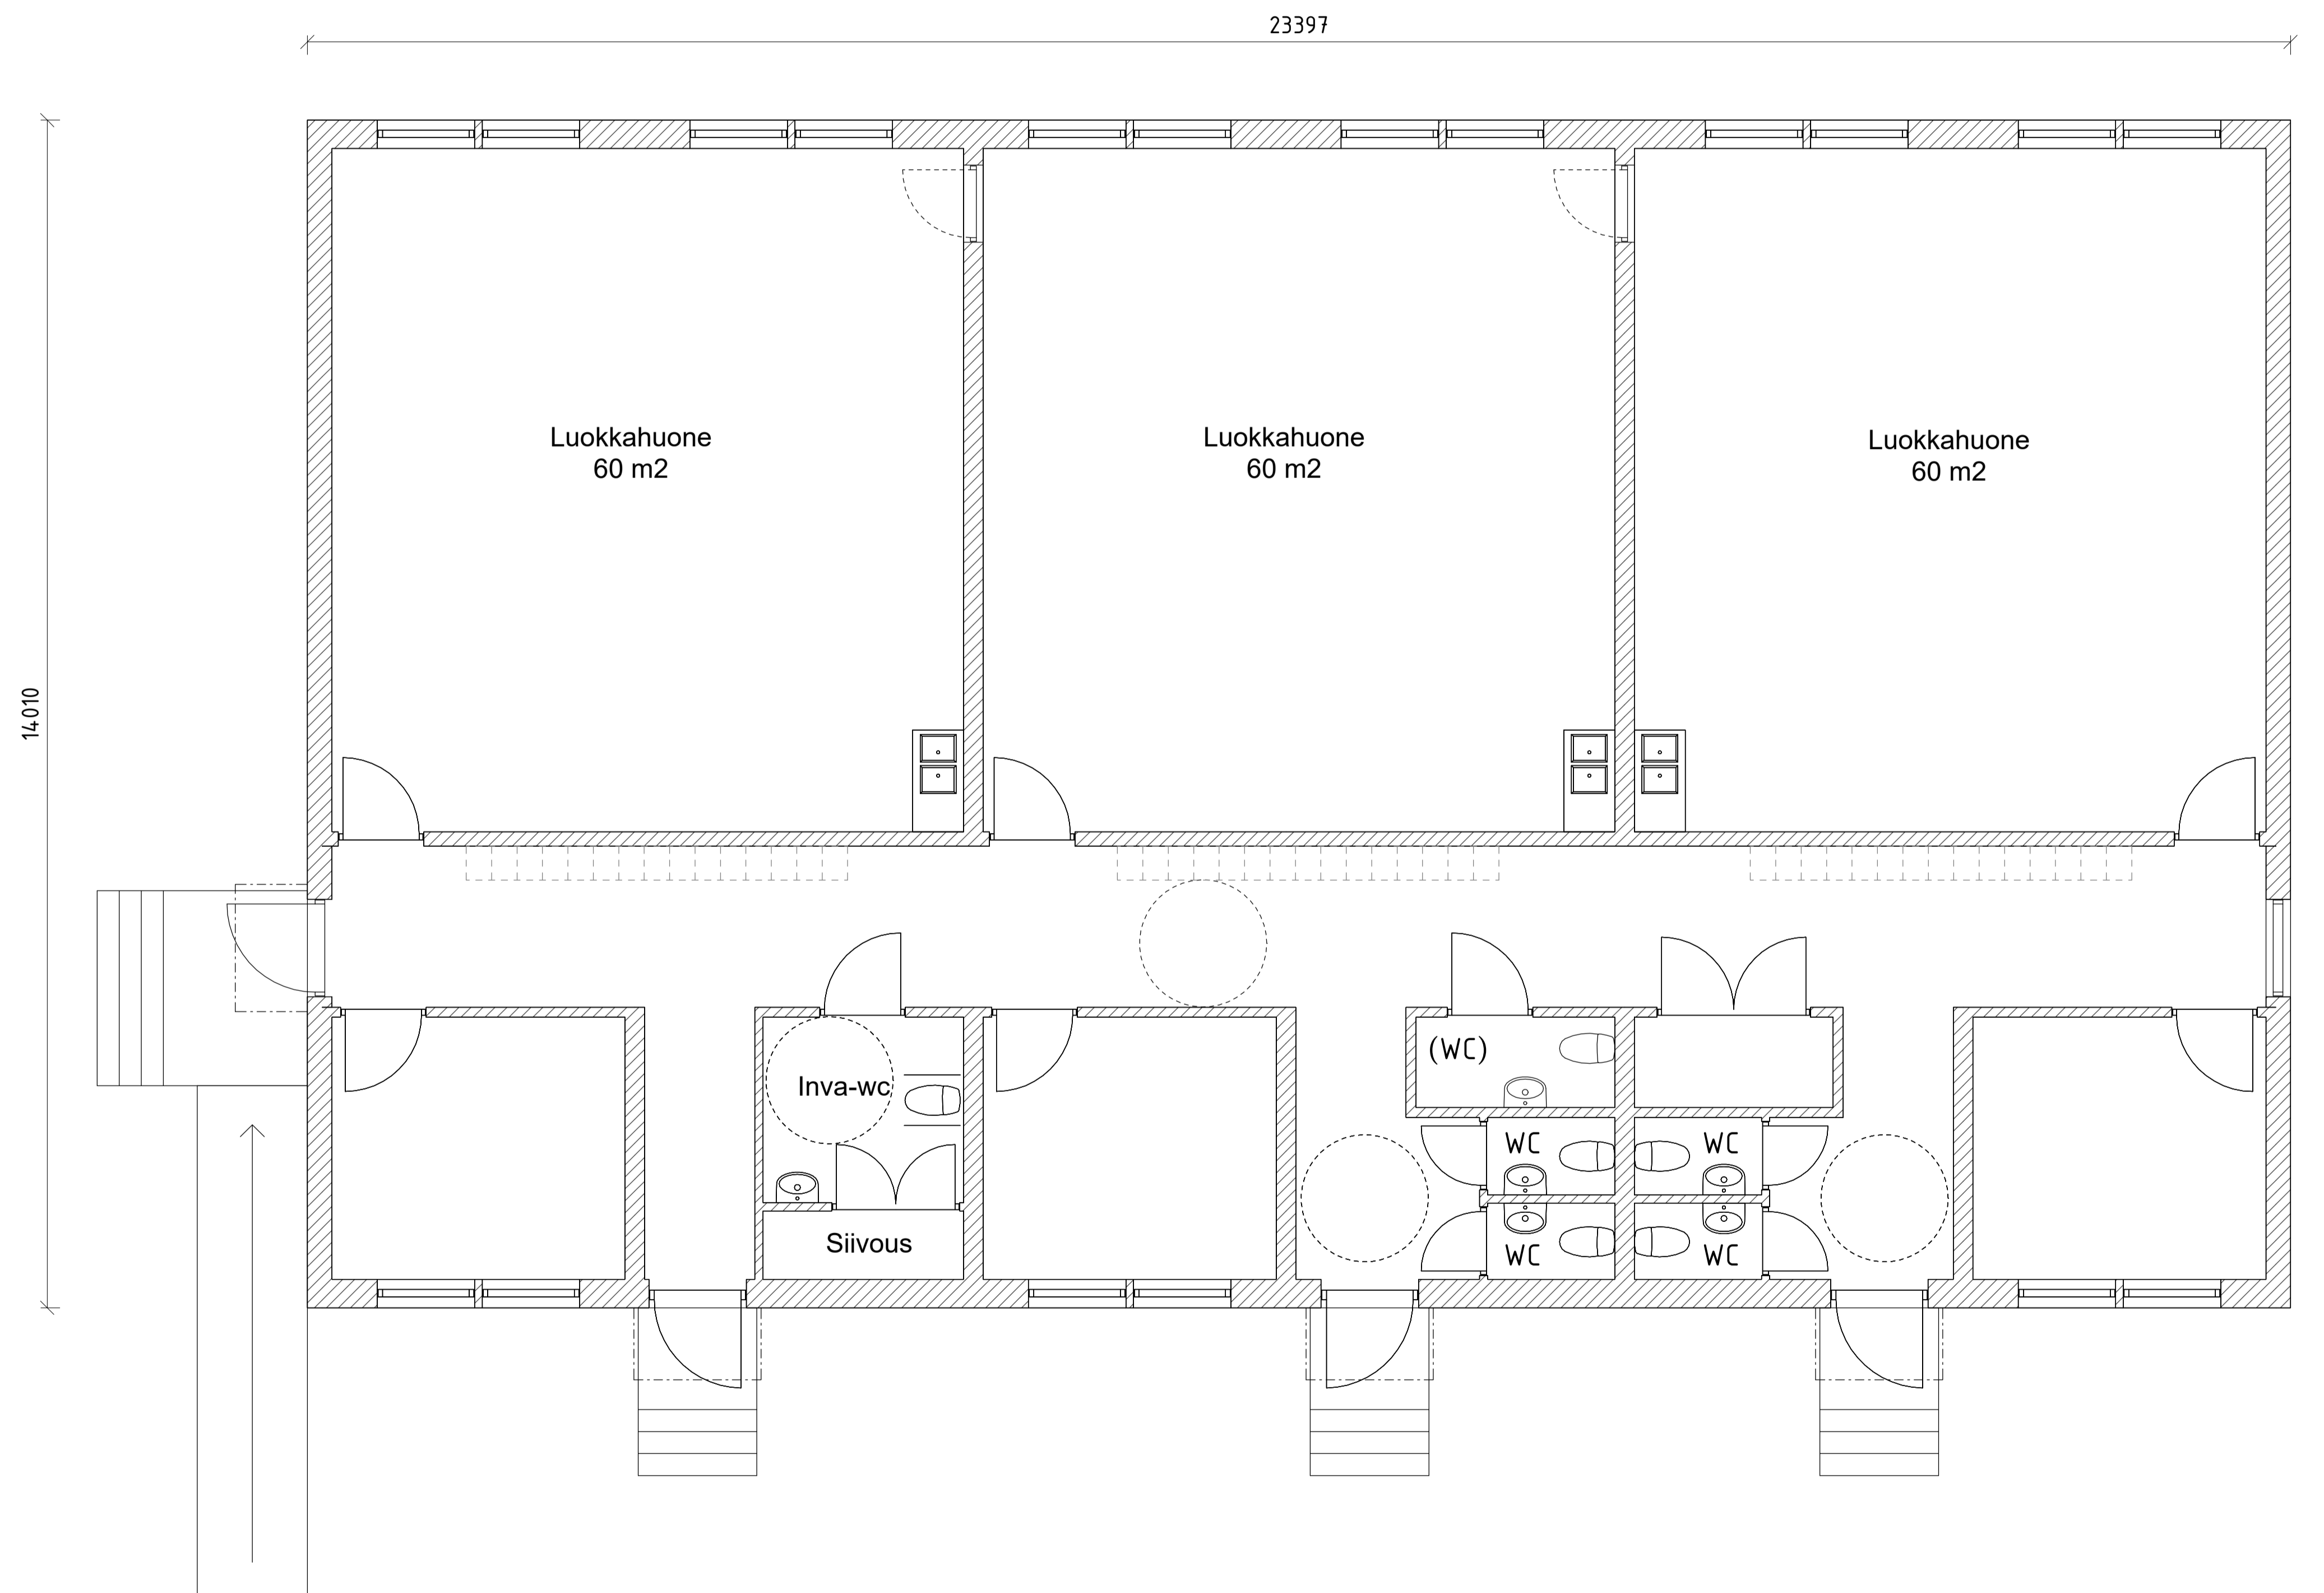 23397
14010
Luokkahuone
60 m2
Luokkahuone
60 m2
Luokkahuone
60 m2
Inva-wc
Siivous
(WC)
WC
WC
WC
WC